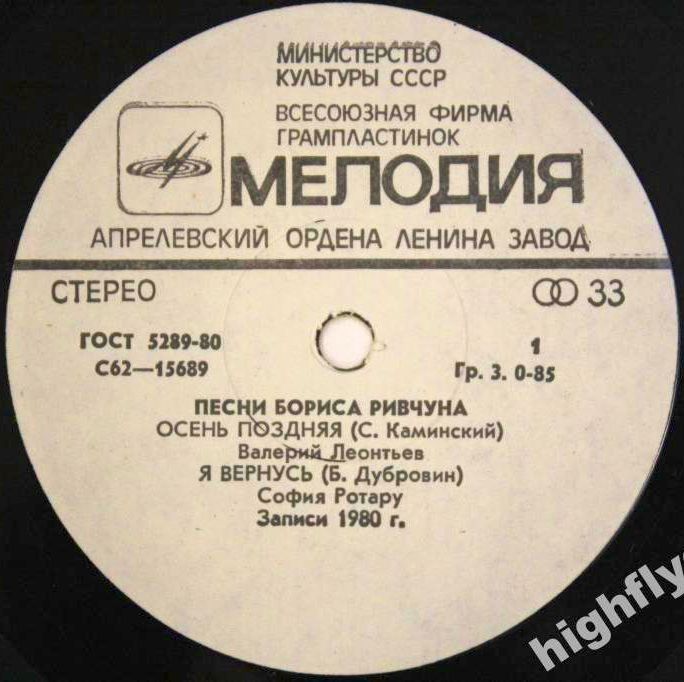 МИНИСТЕРСТВО
КУЛЬТУРЫ СССР
ВСЕСОЮЗНАЯ ФИРМА
ГРАМПЛАСТИНОК
МЕЛОДИЯ
АПРЕЛЕВСКИЙ ОРДЕНА ЛЕНИНА ЗАВОД
СТЕРЕО
33
ГОСТ 5289-80
1
С62—15689
Гр. 3. 0-85
ПЕСНИ БОРИСА РИВЧУНА
ОСЕНЬ ПОЗДНЯЯ (С. Каминский)
Валерий Леонтьев
Я ВЕРНУСЬ (Б. Дубровин)
София Ротару
Записи 1980 г.
highfly